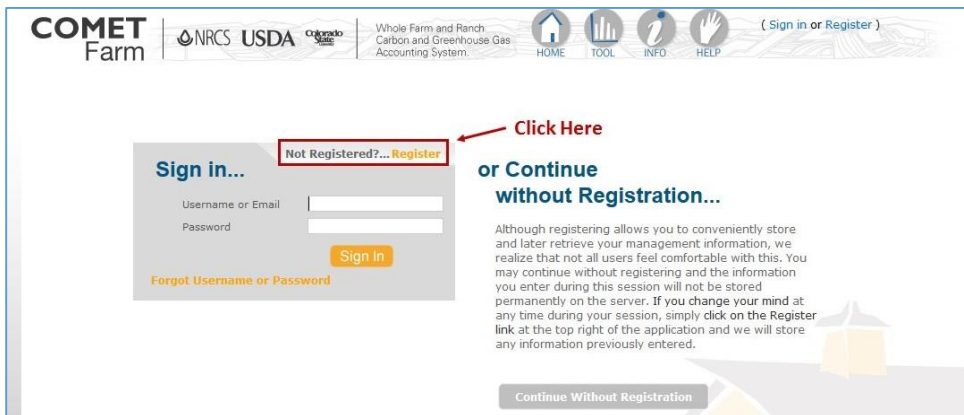 COMET
Farm
NRCS USDA Colorado State
Whole Farm and Ranch
Carbon and Greenhouse Gas
Accounting System.
HOME TOOL INFO HELP
( Sign in or Register )
Click Here
Not Registered?... Register
Sign in...
Username or Email
Password
Sign In
Forgot Username or Password
or Continue
without Registration...
Although registering allows you to conveniently store
and later retrieve your management information, we
realize that not all users feel comfortable with this. You
may continue without registering and the information
you enter during this session will not be stored
permanently on the server. If you change your mind at
any time during your session, simply click on the Register
link at the top right of the application and we will store
any information previously entered.
Continue Without Registration